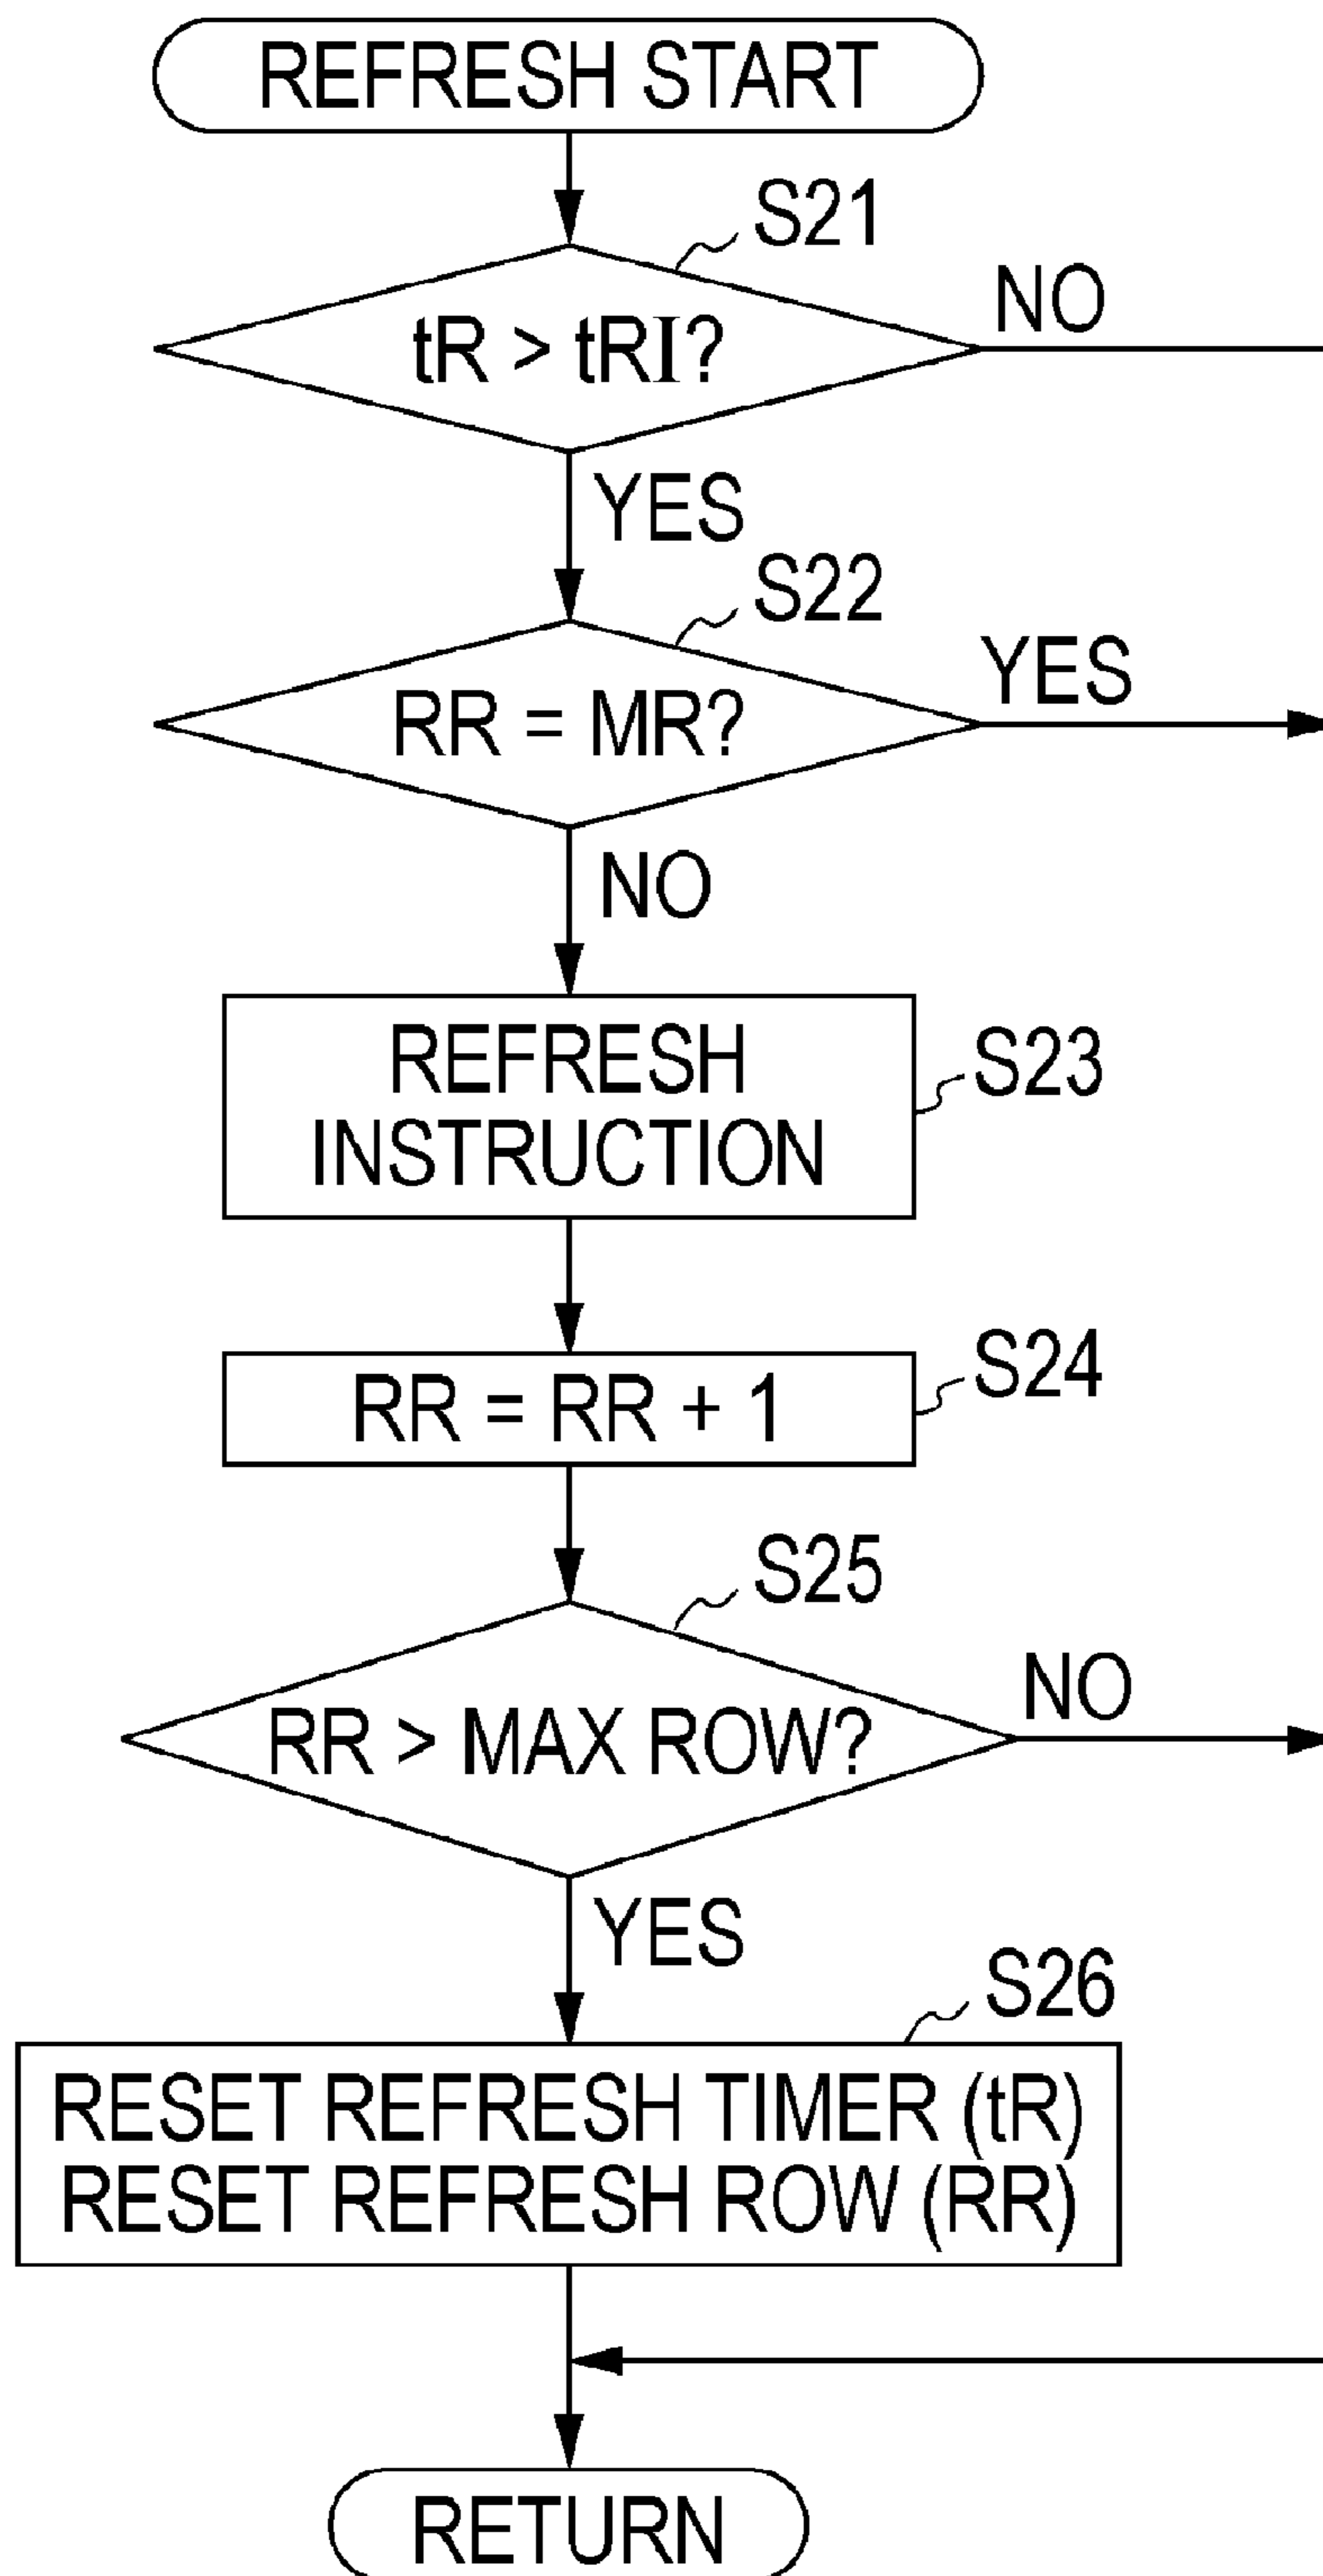 REFRESH START
S21
tR > tRI?
NO
YES
S22
RR = MR?
YES
NO
REFRESH
INSTRUCTION
S23
RR = RR + 1
S24
S25
RR > MAX ROW?
NO
YES
S26
RESET REFRESH TIMER (tR)
RESET REFRESH ROW (RR)
RETURN